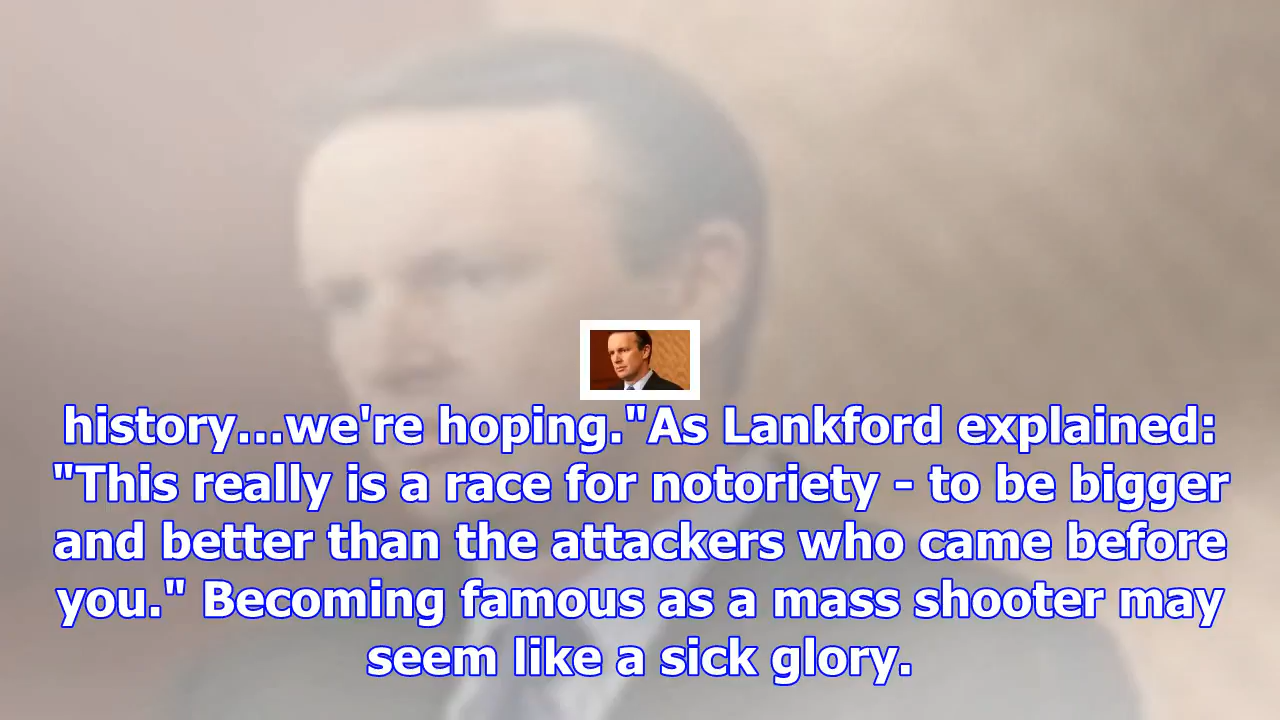 history...we're hoping."As Lankford explained:
"This really is a race for notoriety - to be bigger
and better than the attackers who came before
you." Becoming famous as a mass shooter may
seem like a sick glory.